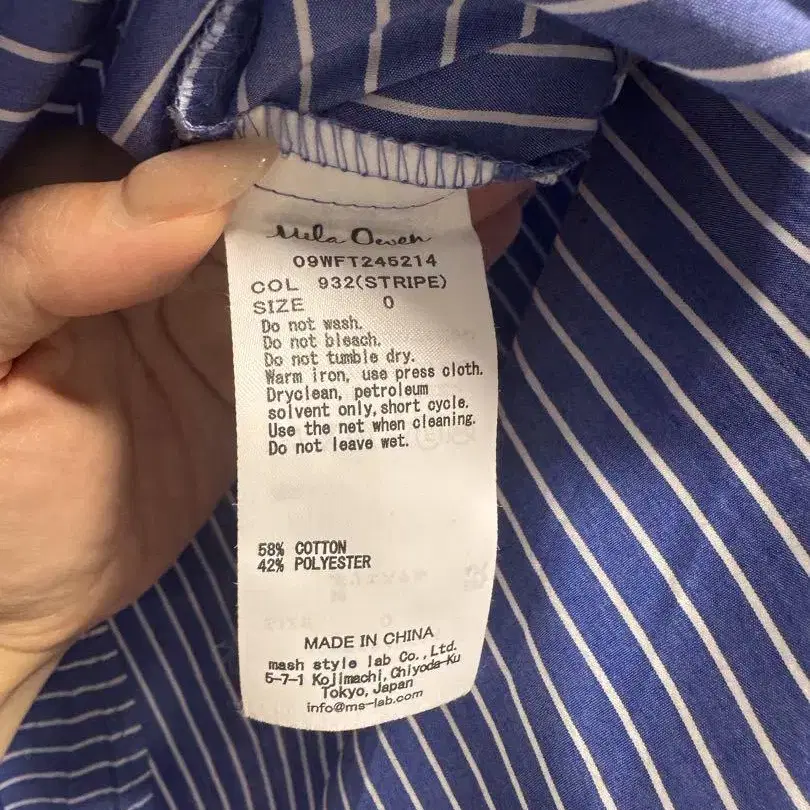 Mila Owen
09WFT245214
COL 932(STRIPE)
SIZE 0
Do not wash.
Do not bleach.
Do not tumble dry.
Warm iron, use press cloth.
Dryclean, petroleum
solvent only, short cycle.
Use the net when cleaning.
Do not leave wet.
58% COTTON
42% POLYESTER
MADE IN CHINA
mash style lab Co., Ltd.
5-7-1 Kojimachi, Chiyoda-Ku
Tokyo, Japan
info@ms-lab.com